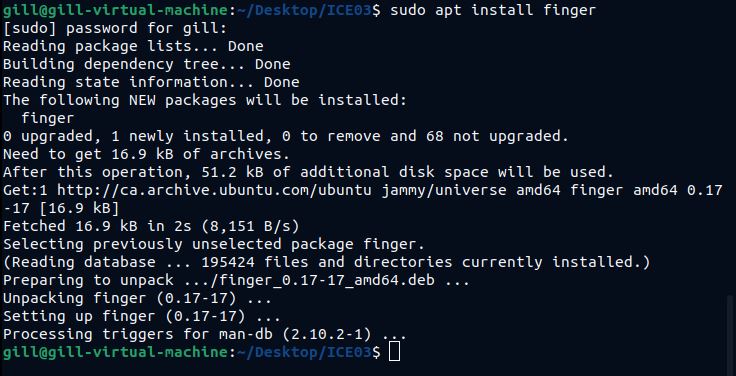 gill@gill-virtual-machine:~/Desktop/ICE03$ sudo apt install finger
[sudo] password for gill:
Reading package lists... Done
Building dependency tree... Done
Reading state information... Done
The following NEW packages will be installed:
  finger
0 upgraded, 1 newly installed, 0 to remove and 68 not upgraded.
Need to get 16.9 kB of archives.
After this operation, 51.2 kB of additional disk space will be used.
Get:1 http://ca.archive.ubuntu.com/ubuntu jammy/universe amd64 finger amd64 0.17
-17 [16.9 kB]
Fetched 16.9 kB in 2s (8,151 B/s)
Selecting previously unselected package finger.
(Reading database ... 195424 files and directories currently installed.)
Preparing to unpack .../finger_0.17-17_amd64.deb ...
Unpacking finger (0.17-17) ...
Setting up finger (0.17-17) ...
Processing triggers for man-db (2.10.2-1) ...
gill@gill-virtual-machine:~/Desktop/ICE03$